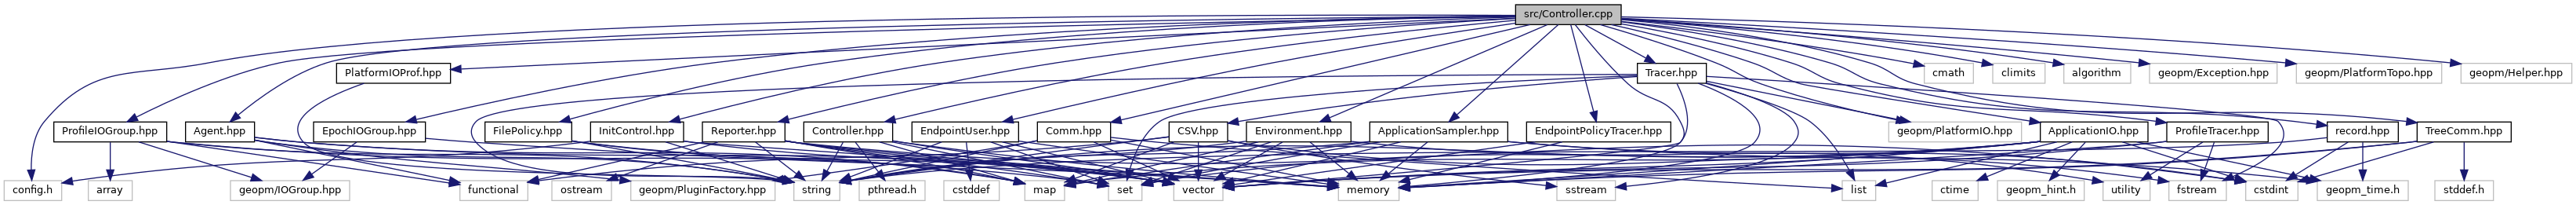 src/Controller.cpp
PlatformIOProf.hpp
Tracer.hpp
cmath
climits
algorithm
geopm/Exception.hpp
geopm/PlatformTopo.hpp
geopm/Helper.hpp
ProfileIOGroup.hpp
Agent.hpp
EpochIOGroup.hpp
FilePolicy.hpp
InitControl.hpp
Reporter.hpp
Controller.hpp
EndpointUser.hpp
Comm.hpp
CSV.hpp
Environment.hpp
ApplicationSampler.hpp
EndpointPolicyTracer.hpp
geopm/PlatformIO.hpp
ApplicationIO.hpp
ProfileTracer.hpp
record.hpp
TreeComm.hpp
config.h
array
geopm/IOGroup.hpp
functional
ostream
geopm/PluginFactory.hpp
string
pthread.h
cstddef
map
set
vector
memory
sstream
list
ctime
geopm_hint.h
utility
fstream
cstdint
geopm_time.h
stddef.h